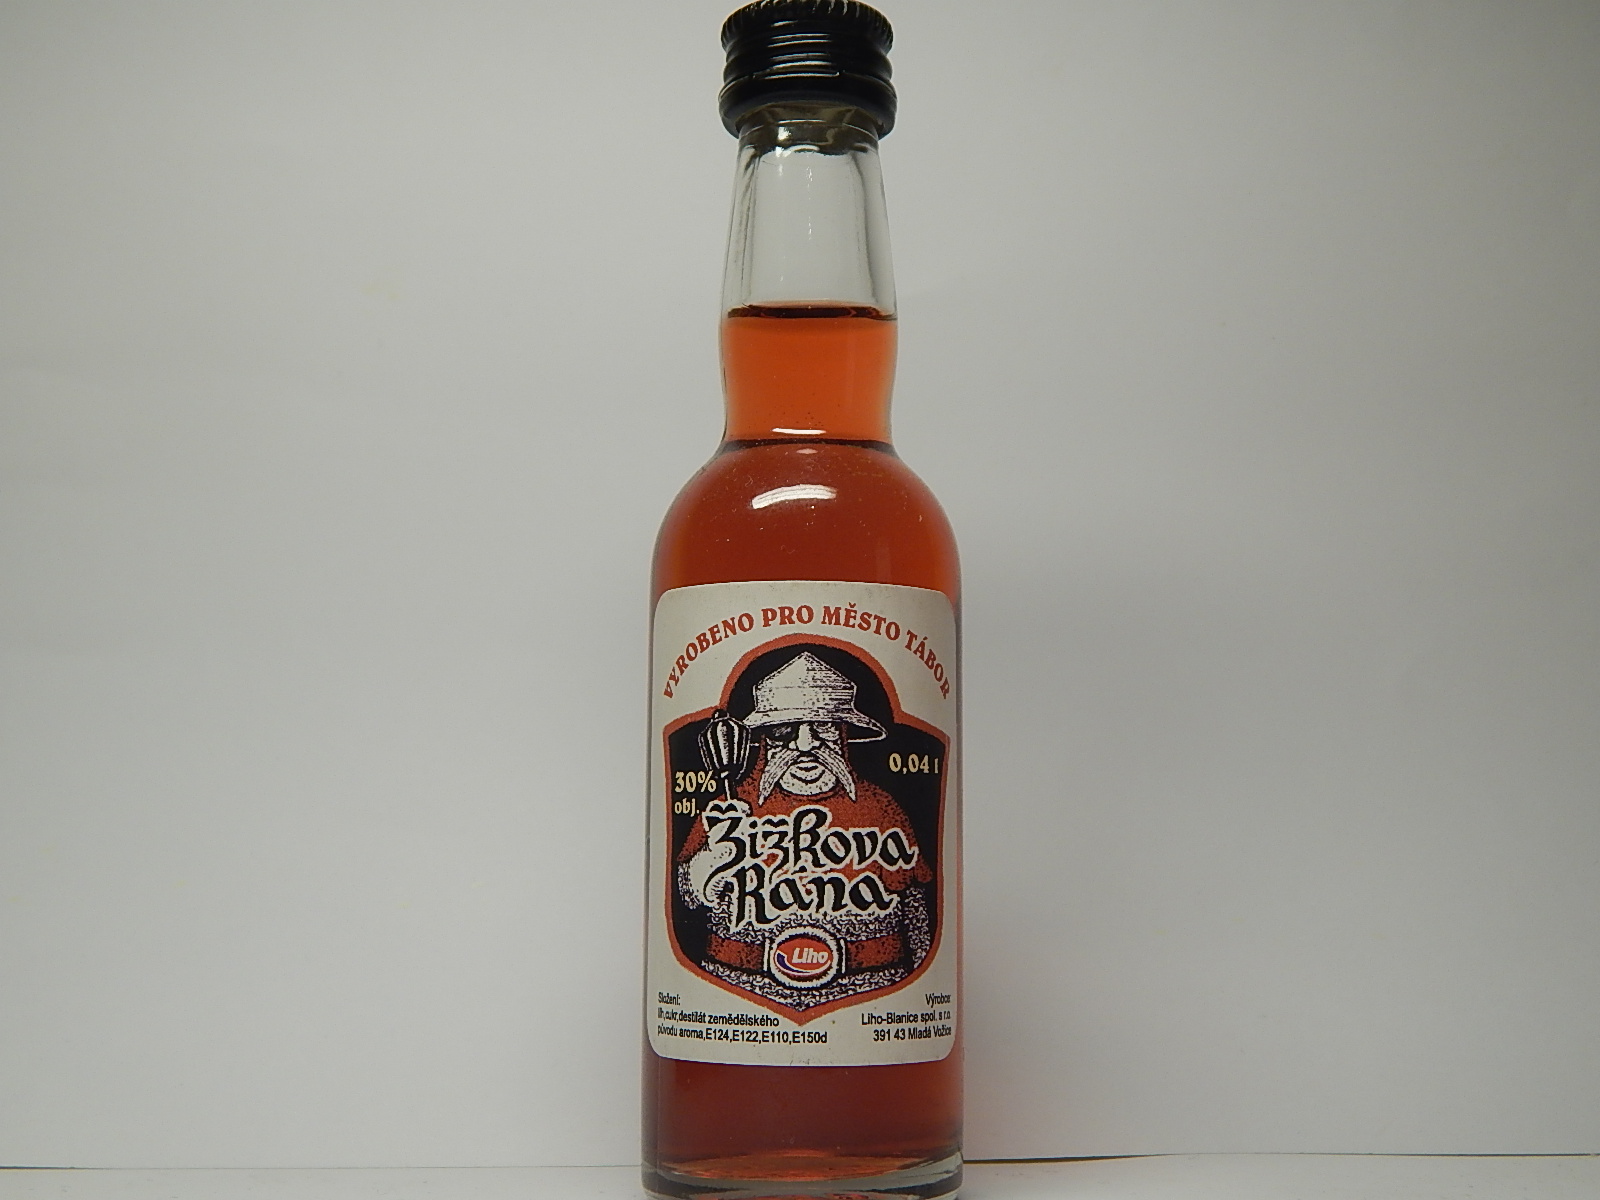 VYROBENO PRO MĚSTO TÁBOR
0,04 l
30%
obj.
Žižkova
Rána
Liho
Složení:
líh,cukr,destilát zemědělského
původu aroma,E124,E122,E110,E150d
Výrobce:
Liho-Blanice spol. s r.o.
391 43 Mladá Vožice